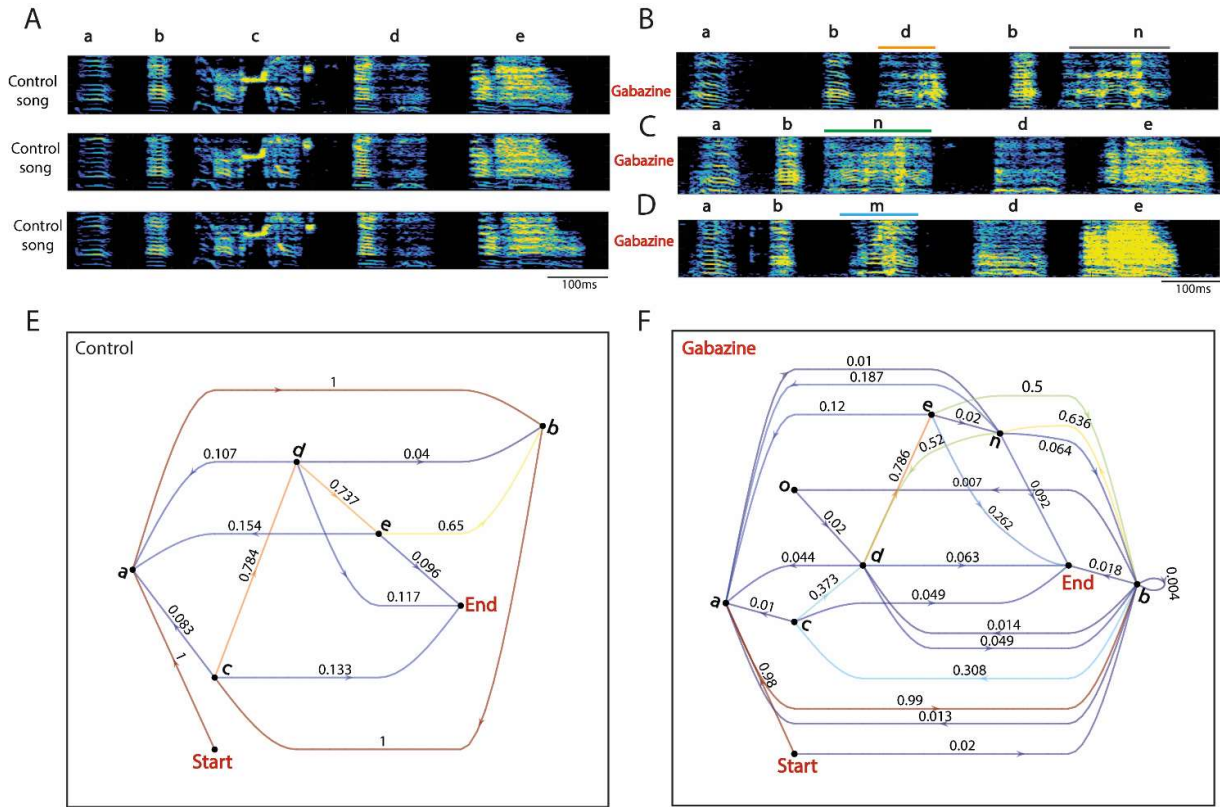 A
a b c d e
Control
song
Control
song
Control
song
100ms
B
a b d b n
Gabazine
C
a b n d e
Gabazine
D
a b m d e
Gabazine
100ms
E
Control
1
b
d
0.107
0.04
0.737
e
0.65
0.154
0.784
0.096
a
End
0.117
0.083
c
0.133
1
1
Start
F
Gabazine
0.01
0.187
0.5
e
0.12
0.02
0.636
n
0.52
0.064
0.786
o
0.007
0.092
0.02
0.262
d
0.044
0.063
End
0.018
b
0.004
0.373
a
0.01
c
0.049
0.014
0.049
0.308
0.98
0.99
0.013
0.02
Start